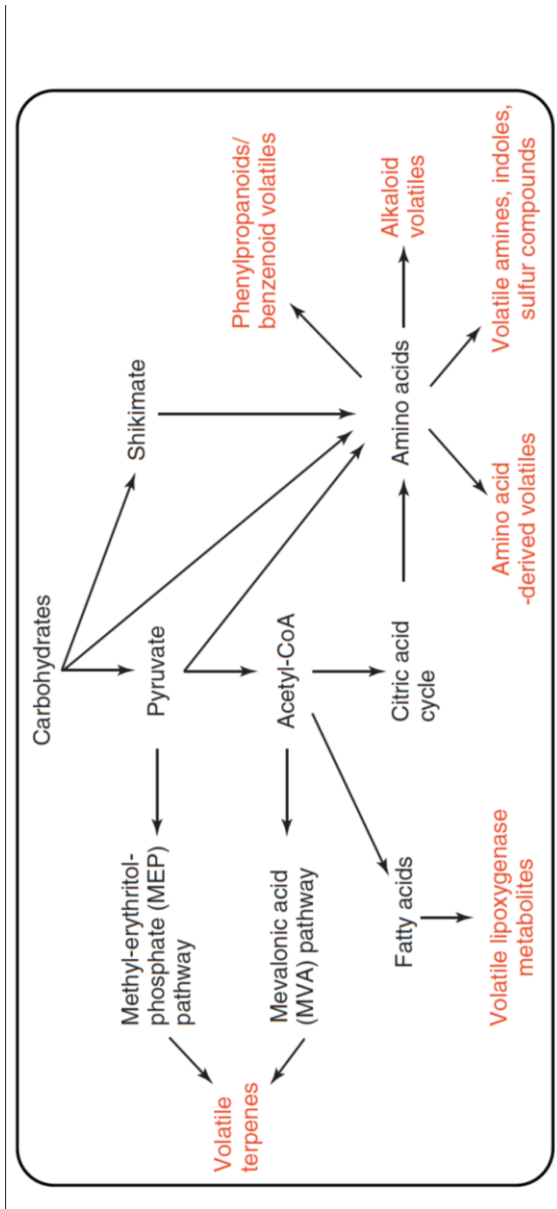 Carbohydrates
Shikimate
Phenylpropanoids/
benzenoid volatiles
Methyl-erythritol-
phosphate (MEP)
pathway
Pyruvate
Volatile
terpenes
Mevalonic acid
(MVA) pathway
Acetyl-CoA
Fatty acids
Citric acid
cycle
Amino acids
Alkaloid
volatiles
Volatile lipoxygenase
metabolites
Amino acid
-derived volatiles
Volatile amines, indoles,
sulfur compounds